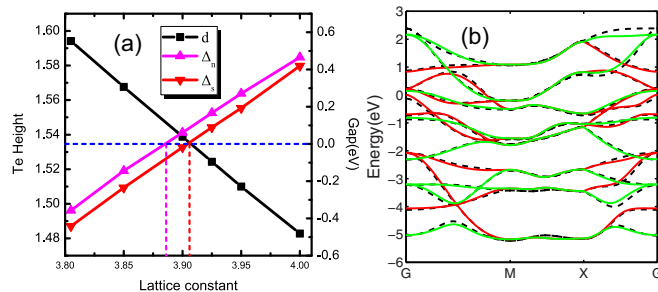 (a)
d
Δn
Δs
1.60
1.58
1.56
1.54
1.52
1.50
1.48
Te Height
3.80
3.85
3.90
3.95
4.00
Lattice constant
0.6
0.4
0.2
0.0
-0.2
-0.4
-0.6
Gap(eV)
(b)
3
2
1
0
-1
-2
-3
-4
-5
-6
Energy(eV)
G
M
X
G